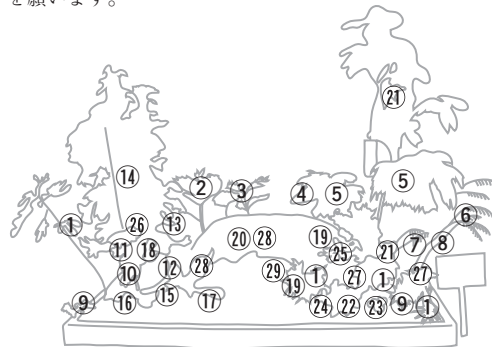 を願います。
㉑
⑭
② ③ ④ ⑤ ⑤
① ㉖ ⑬ ⑥
⑪ ⑱ ⑳ ㉘ ⑲ ㉕ ㉑ ⑦ ⑧
⑩ ⑫ ㉘ ㉙ ① ㉗ ① ㉗
⑨ ⑯ ⑮ ⑰ ⑲ ㉔ ㉒ ㉓ ⑨ ①